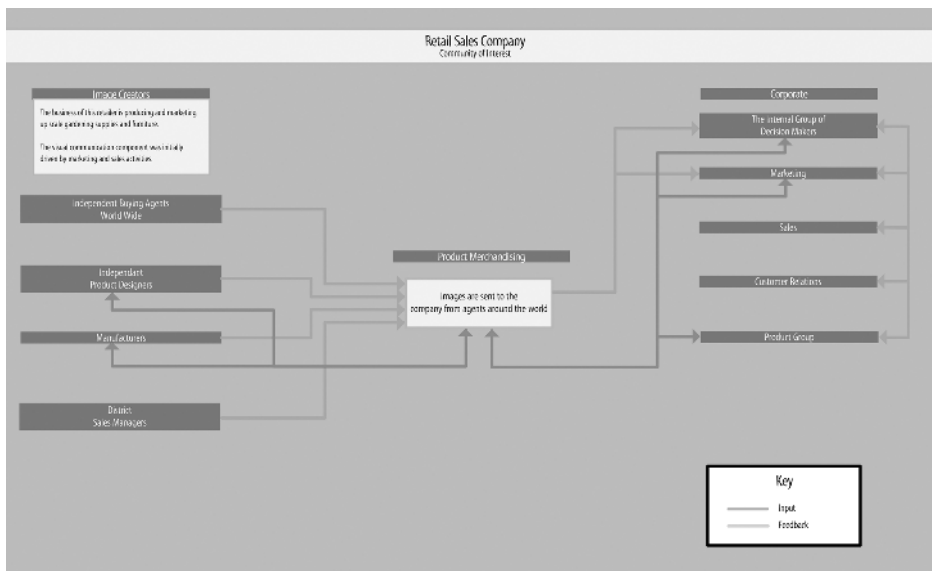 Retail Sales Company
Community of Interest
Image Creators
The business of this retailer is producing and marketing
up scale gardening supplies and furniture.
The visual communication component was initially
driven by marketing and sales activities
Independent Buying Agents
World Wide
Independant
Product Designers
Manufacturers
District
Sales Managers
Product Merchandising
Images are sent to the
company from agents around the world
Corporate
The Internal Group of
Decision Makers
Marketing
Sales
Customer Relations
Product Group
Key
Input
Feedback